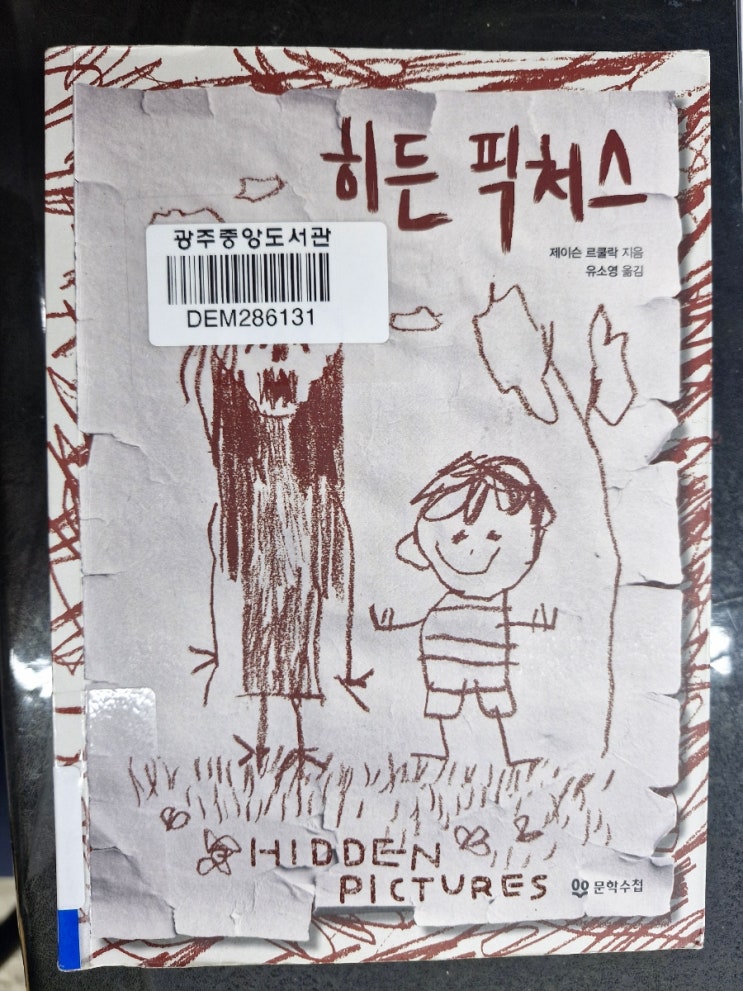 히든 픽처스
제이슨 르쿨락 지음
유소영 옮김
광주중앙도서관
DEM286131
HIDDEN
PICTURES
문학수첩